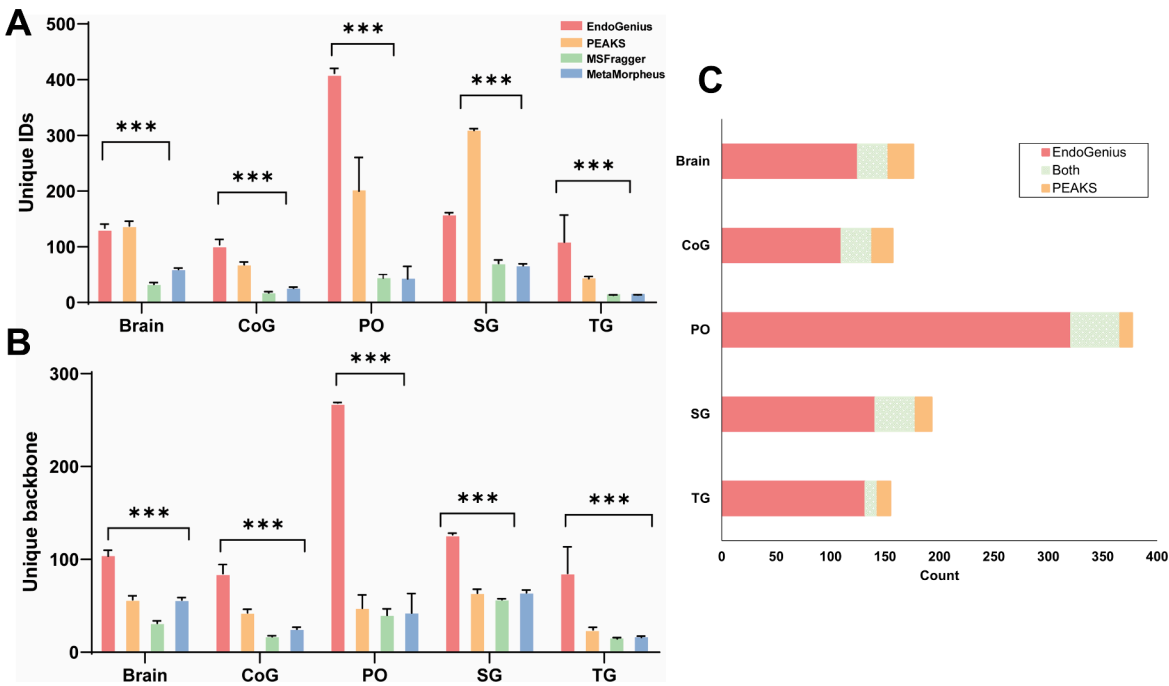 A
Unique IDs
500
400
300
200
100
0
***
***
***
***
***
EndoGenius
PEAKS
MSFragger
MetaMorpheus
Brain
CoG
PO
SG
TG
B
Unique backbone
300
200
100
0
***
***
***
***
***
Brain
CoG
PO
SG
TG
C
EndoGenius
Both
PEAKS
Brain
CoG
PO
SG
TG
0 50 100 150 200 250 300 350 400
Count